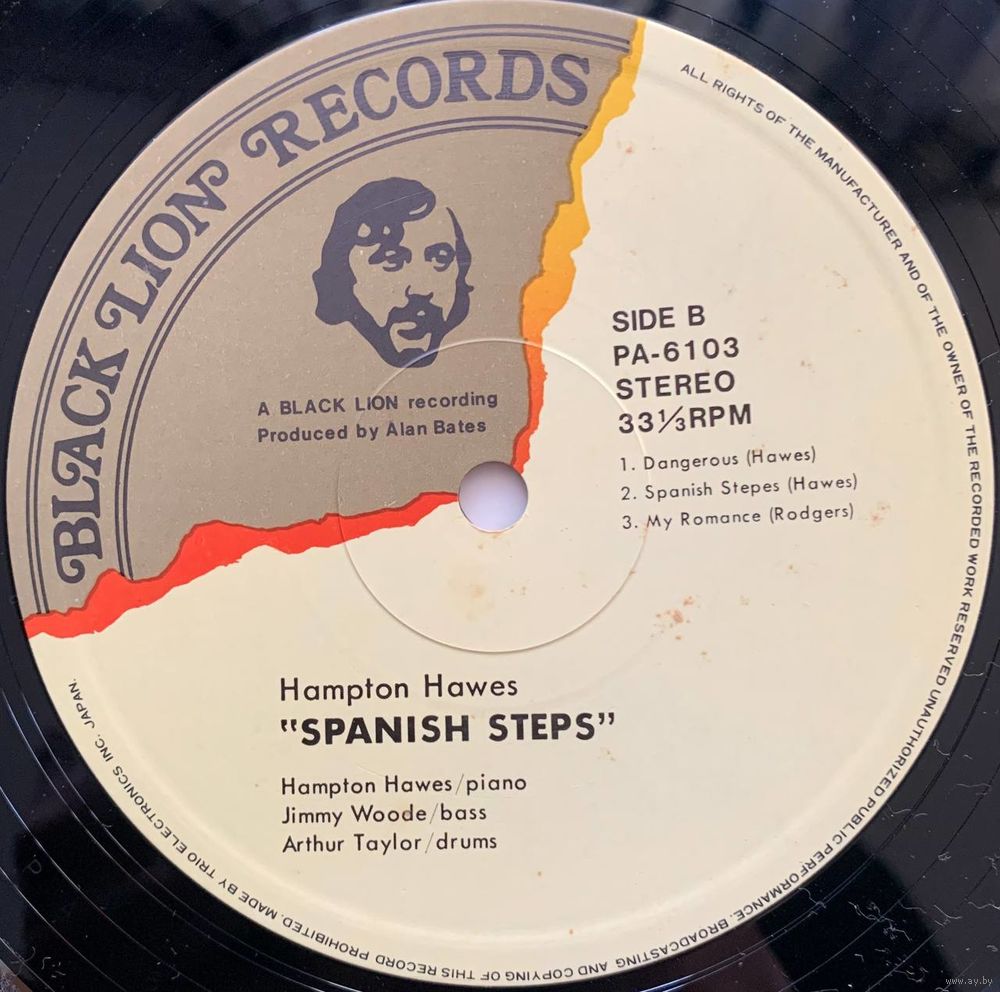 BLACK LION RECORDS
A BLACK LION recording
Produced by Alan Bates
SIDE B
PA-6103
STEREO
33⅓RPM
1. Dangerous (Hawes)
2. Spanish Stepes (Hawes)
3. My Romance (Rodgers)
Hampton Hawes
"SPANISH STEPS"
Hampton Hawes/piano
Jimmy Woode/bass
Arthur Taylor/drums
ALL RIGHTS OF THE MANUFACTURER AND OF THE OWNER OF THE RECORDED WORK RESERVED UNAUTHORIZED PUBLIC PERFORMANCE. BROADCASTING AND COPYING OF THIS RECORD PROHIBITED. MADE BY TRIO ELECTRONICS INC. JAPAN.
www.ay.by